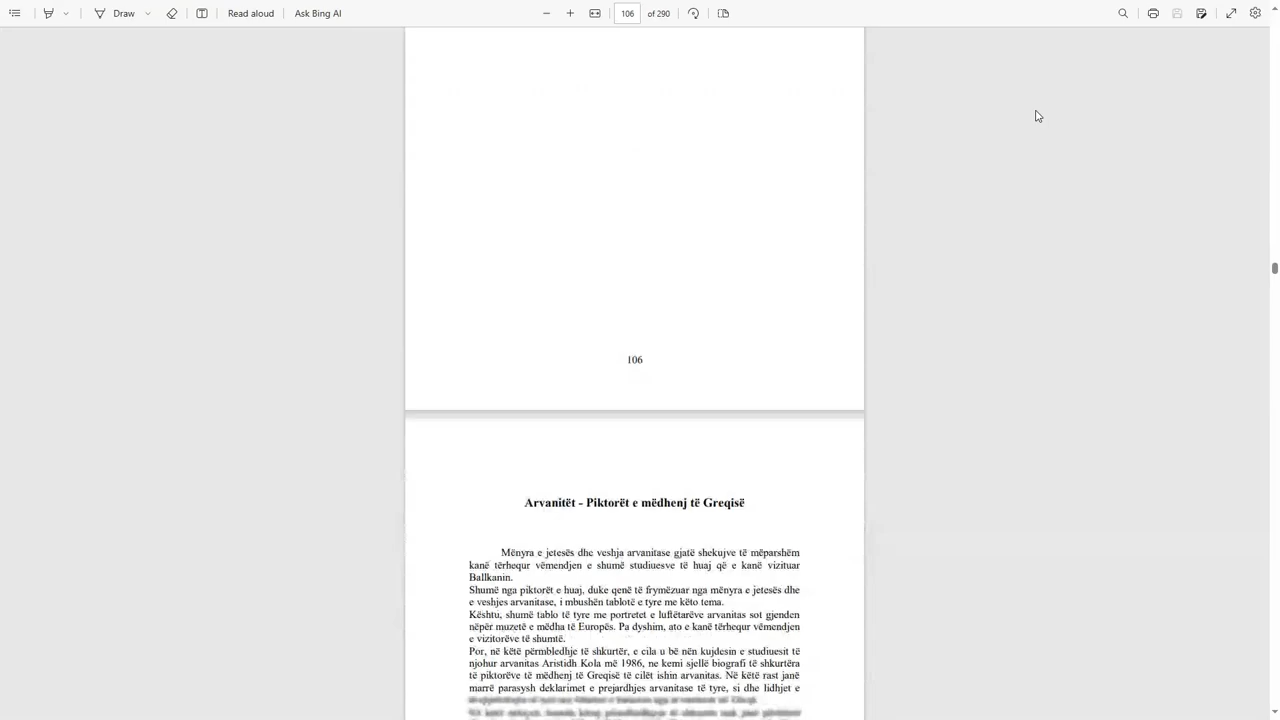 Draw
Read aloud
Ask Bing AI
106
of 290
106
Arvanitët - Piktorët e mëdhenj të Greqisë
Mënyra e jetesës dhe veshja arvanitase gjatë shekujve të mëparshëm
kanë tërhequr vëmendjen e shumë studiuesve të huaj që e kanë vizituar
Ballkanin.
Shumë nga piktorët e huaj, duke qenë të frymëzuar nga mënyra e jetesës dhe
e veshjes arvanitase, i mbushën tablotë e tyre me këto tema.
Kështu, shumë tablo të tyre me portretet e luftëtarëve arvanitas sot gjenden
nëpër muzetë e mëdha të Europës. Pa dyshim, ato e kanë tërhequr vëmendjen
e vizitorëve të shumtë.
Por, në këtë përmbledhje të shkurtër, e cila u bë nën kujdesin e studiuesit të
njohur arvanitas Aristidh Kola më 1986, ne kemi sjellë biografi të shkurtëra
të piktorëve të mëdhenj të Greqisë të cilët ishin arvanitas. Në këtë rast janë
marrë parasysh deklarimet e prejardhjes arvanitase të tyre, si dhe lidhjet e